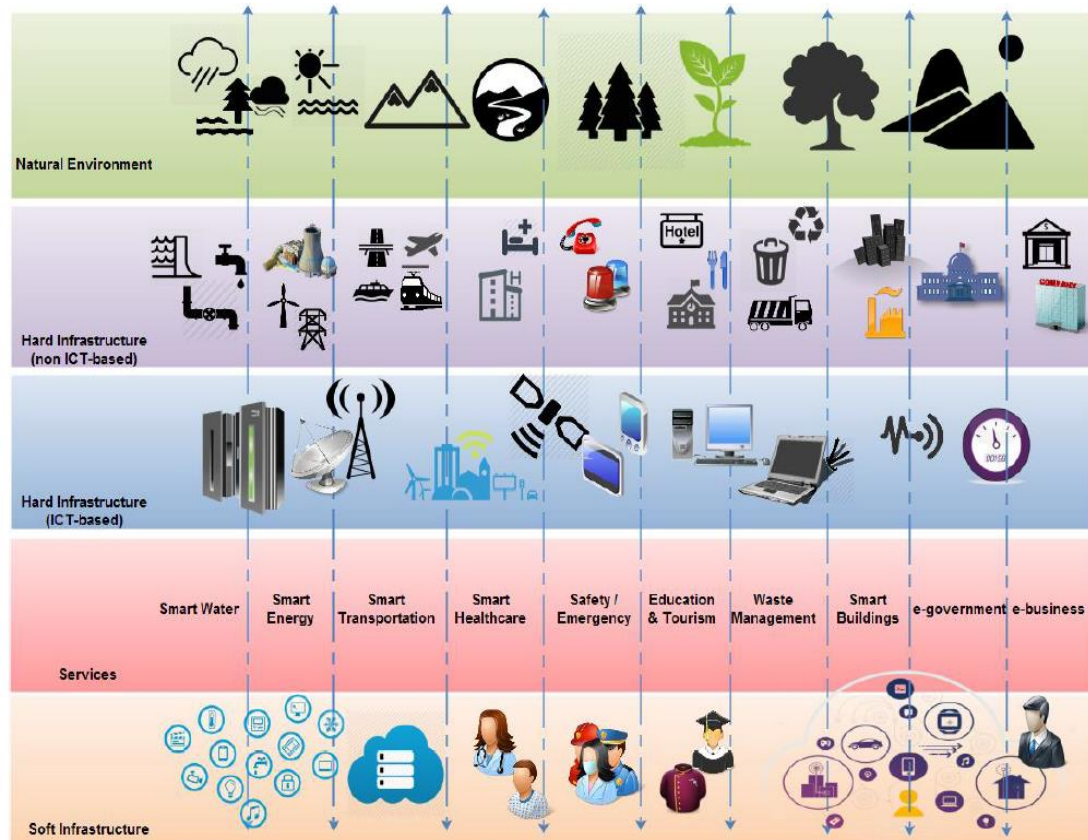 Natural Environment
Hotel
H
$
Hard Infrastructure
(non ICT-based)
Hard Infrastructure
(ICT-based)
Smart Water
Smart
Energy
Smart
Transportation
Smart
Healthcare
Safety /
Emergency
Education
& Tourism
Waste
Management
Smart
Buildings
e-government
e-business
Services
Soft Infrastructure